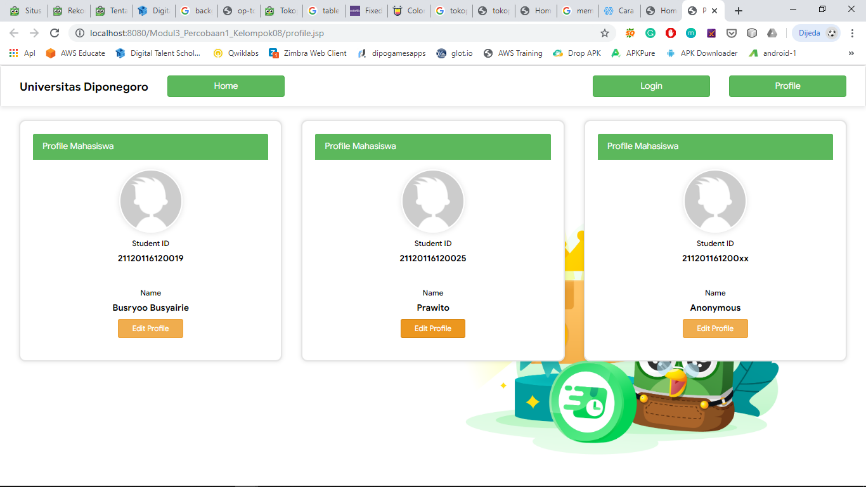 Situs
Reko
Tenta
Digit
back
op-t
Toko
table
Fixe
Colo
tokop
tokop
Hom
men
Cara
Hom
P
localhost:8080/Modul3_Percobaan1_Kelompok08/profile.jsp
Dijeda
Apl
AWS Educate
Digital Talent Schol...
Qwiklabs
Zimbra Web Client
dipogamesapps
glot.io
AWS Training
Drop APK
APKPure
APK Downloader
android-1
Universitas Diponegoro
Home
Login
Profile
Profile Mahasiswa
Student ID
21120116120019
Name
Busryoo Busyairie
Edit Profile
Profile Mahasiswa
Student ID
21120116120025
Name
Prawito
Edit Profile
Profile Mahasiswa
Student ID
211201161200xx
Name
Anonymous
Edit Profile